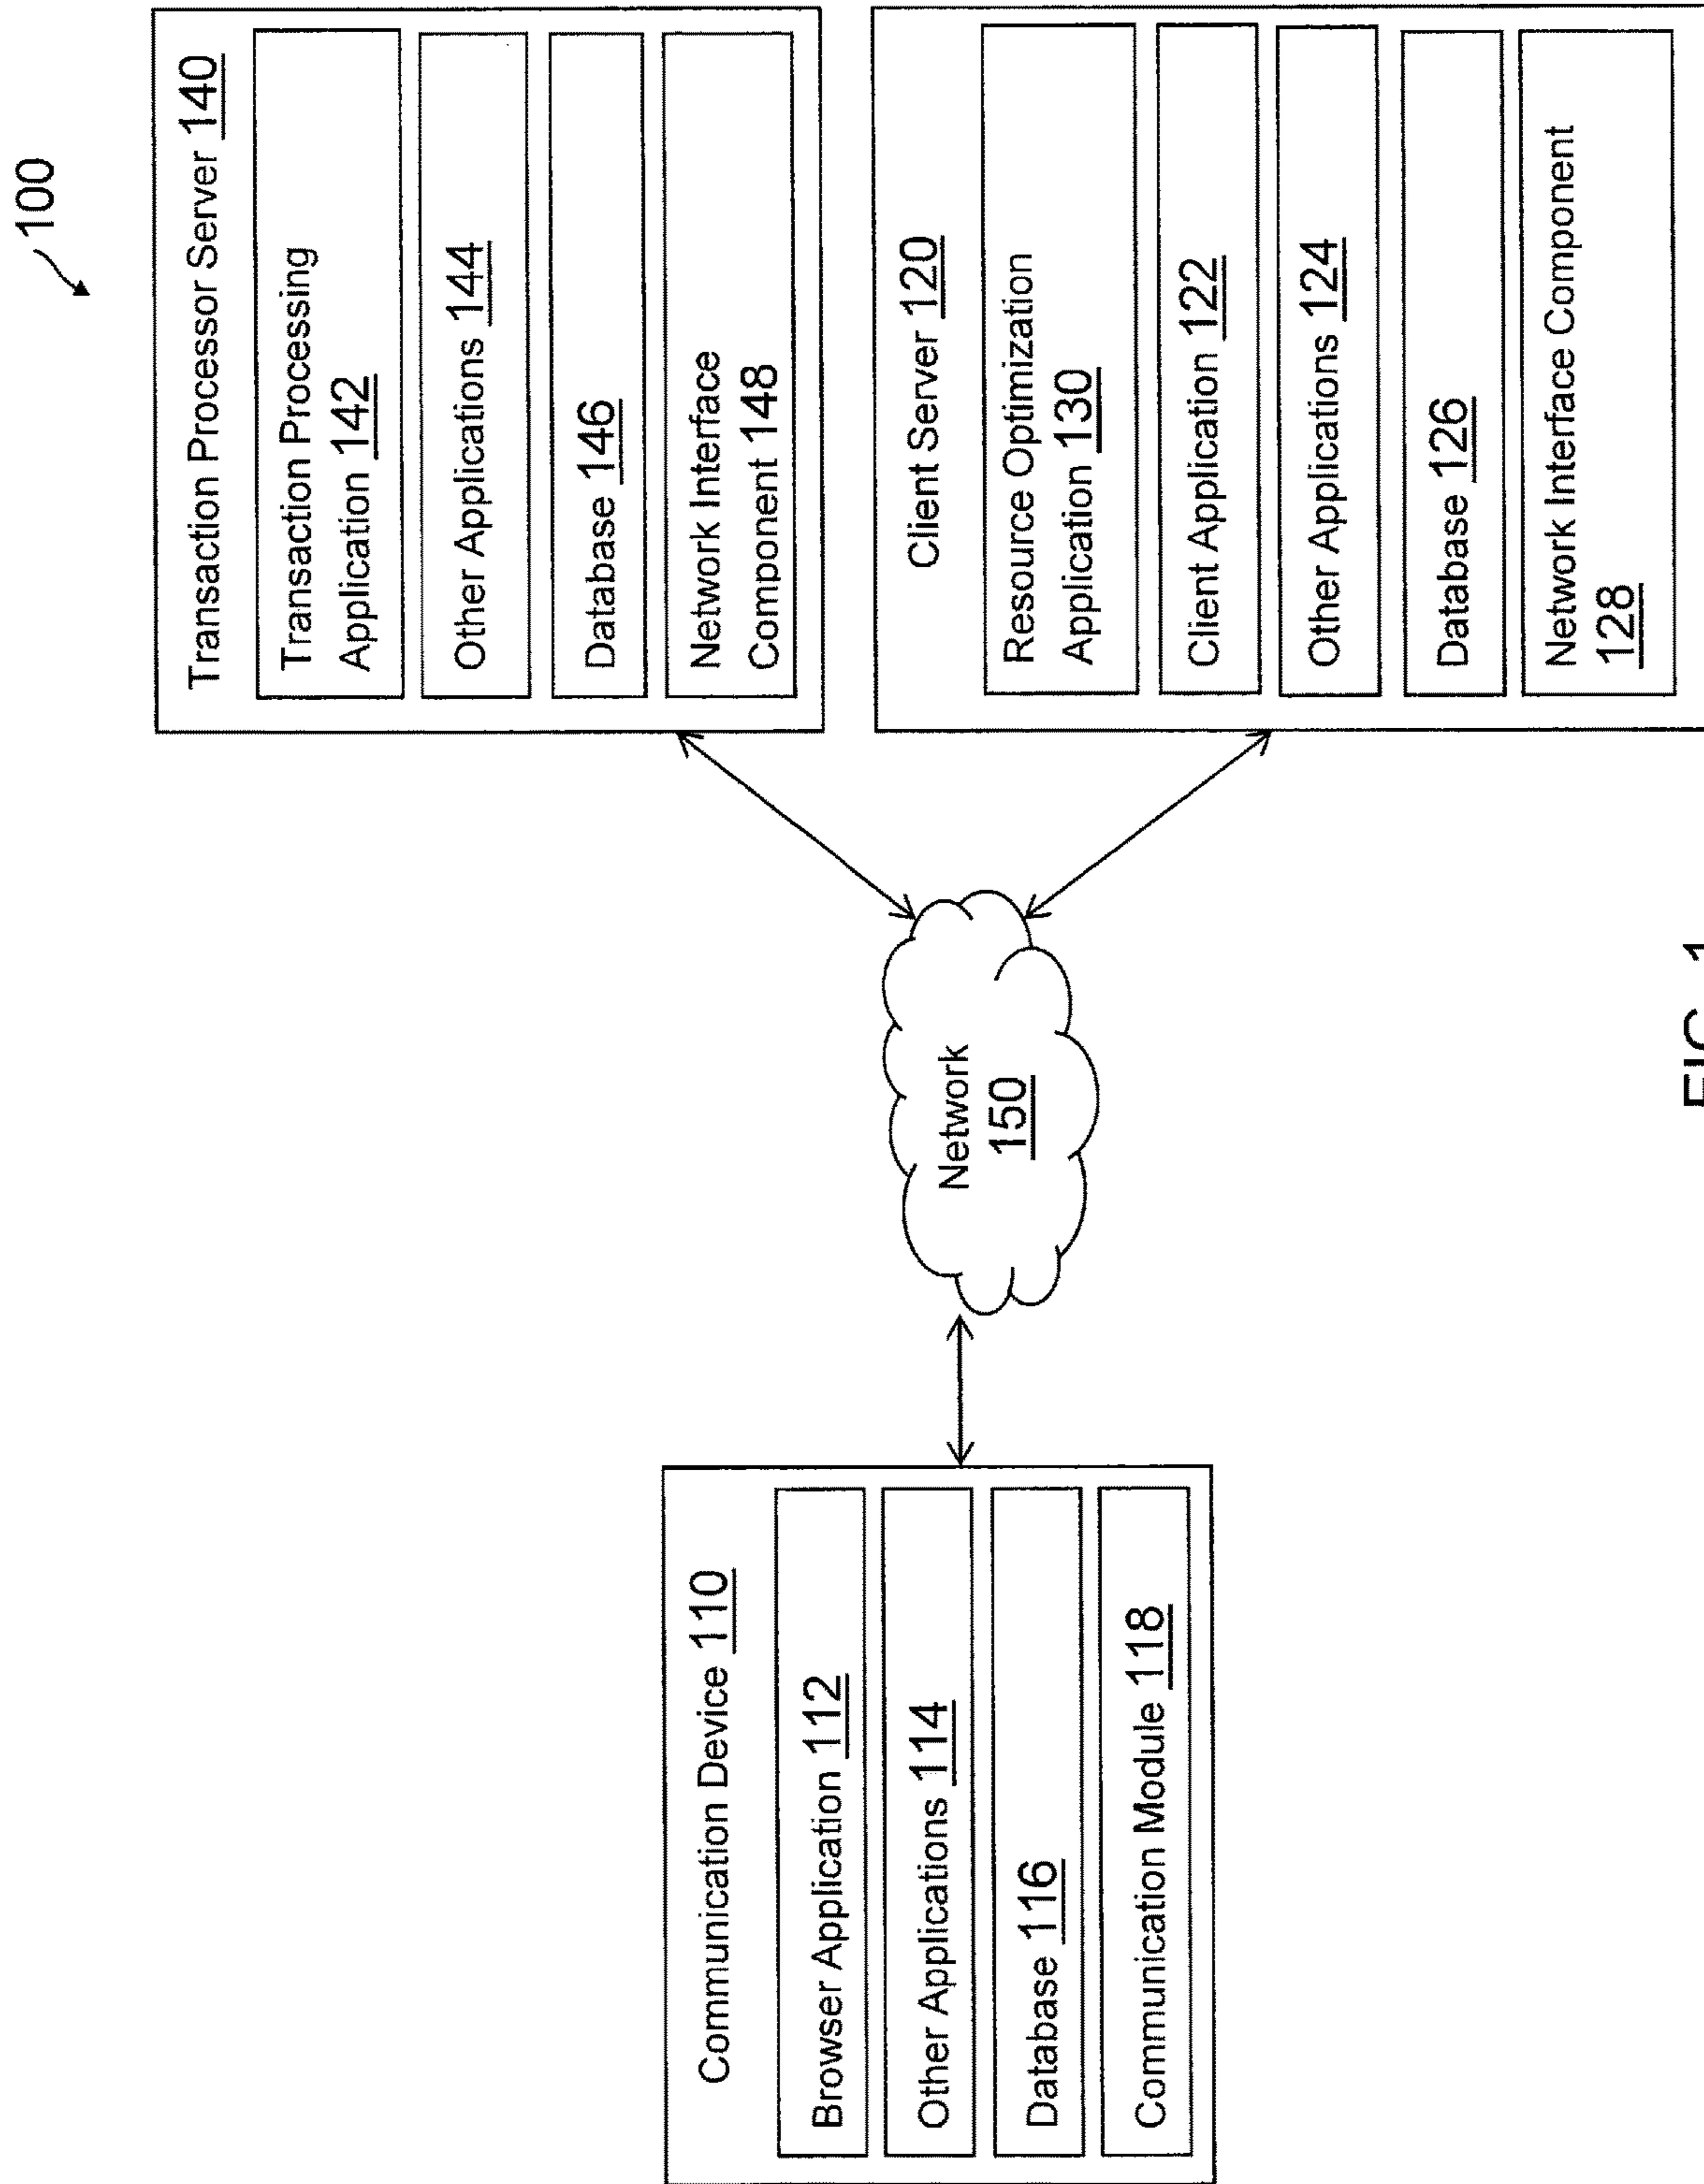 100
Communication Device 110
Browser Application 112
Other Applications 114
Database 116
Communication Module 118
Network
150
Transaction Processor Server 140
Transaction Processing
Application 142
Other Applications 144
Database 146
Network Interface
Component 148
Client Server 120
Resource Optimization
Application 130
Client Application 122
Other Applications 124
Database 126
Network Interface Component
128
FIG. 1